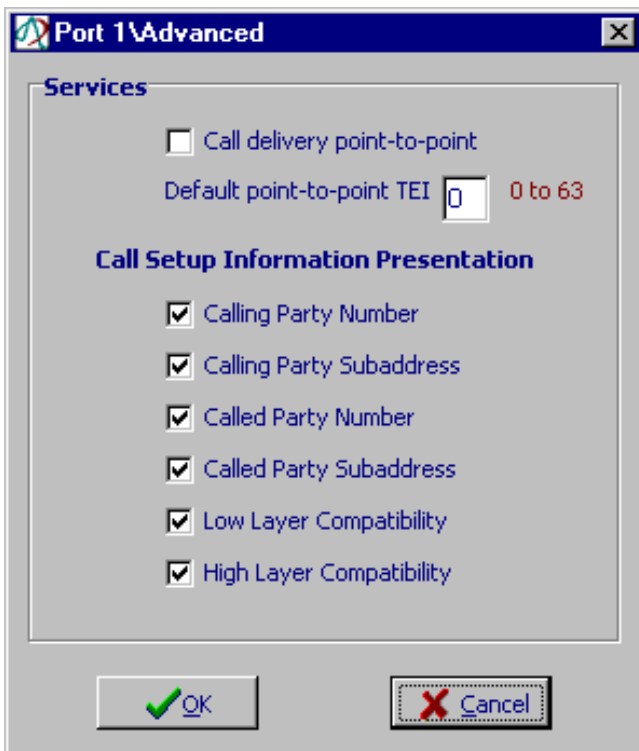 Port 1\Advanced
Services
Call delivery point-to-point
Default point-to-point TEI 0 0 to 63
Call Setup Information Presentation
Calling Party Number
Calling Party Subaddress
Called Party Number
Called Party Subaddress
Low Layer Compatibility
High Layer Compatibility
OK Cancel